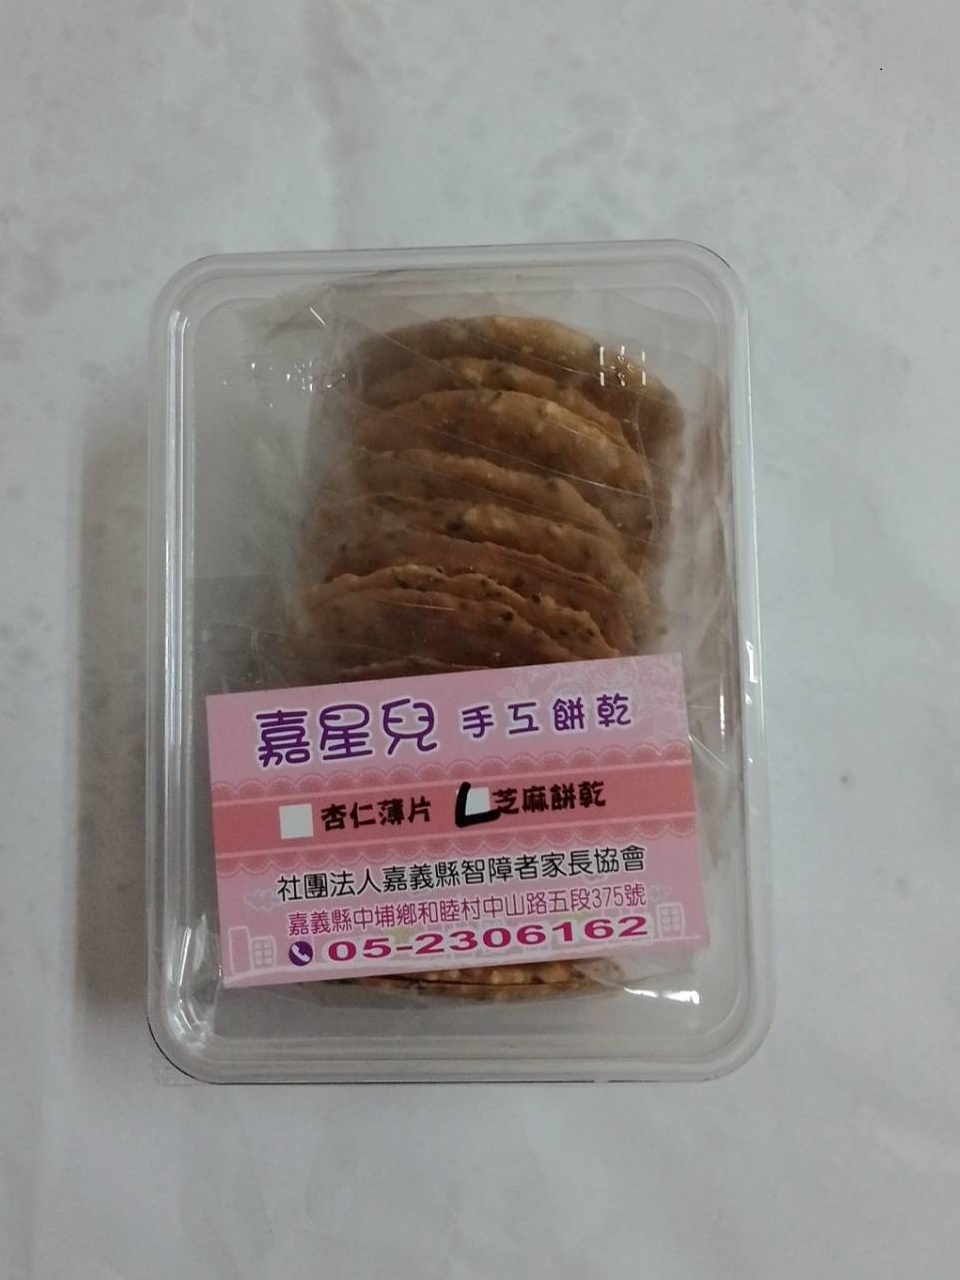 嘉星兒 手工餅乾
杏仁薄片 芝麻餅乾
社團法人嘉義縣智障者家長協會
嘉義縣中埔鄉和睦村中山路五段375號
05-2306162